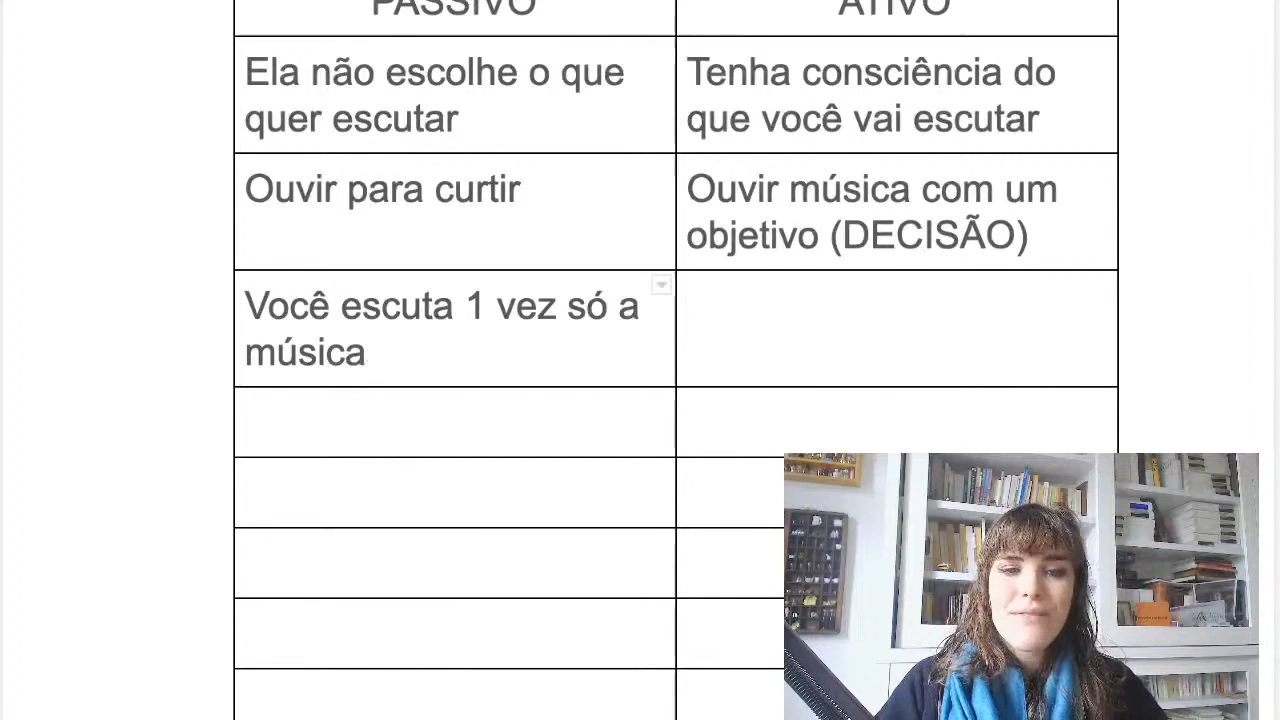 PASSIVO
ATIVO
Ela não escolhe o que
quer escutar
Tenha consciência do
que você vai escutar
Ouvir para curtir
Ouvir música com um
objetivo (DECISÃO)
Você escuta 1 vez só a
música